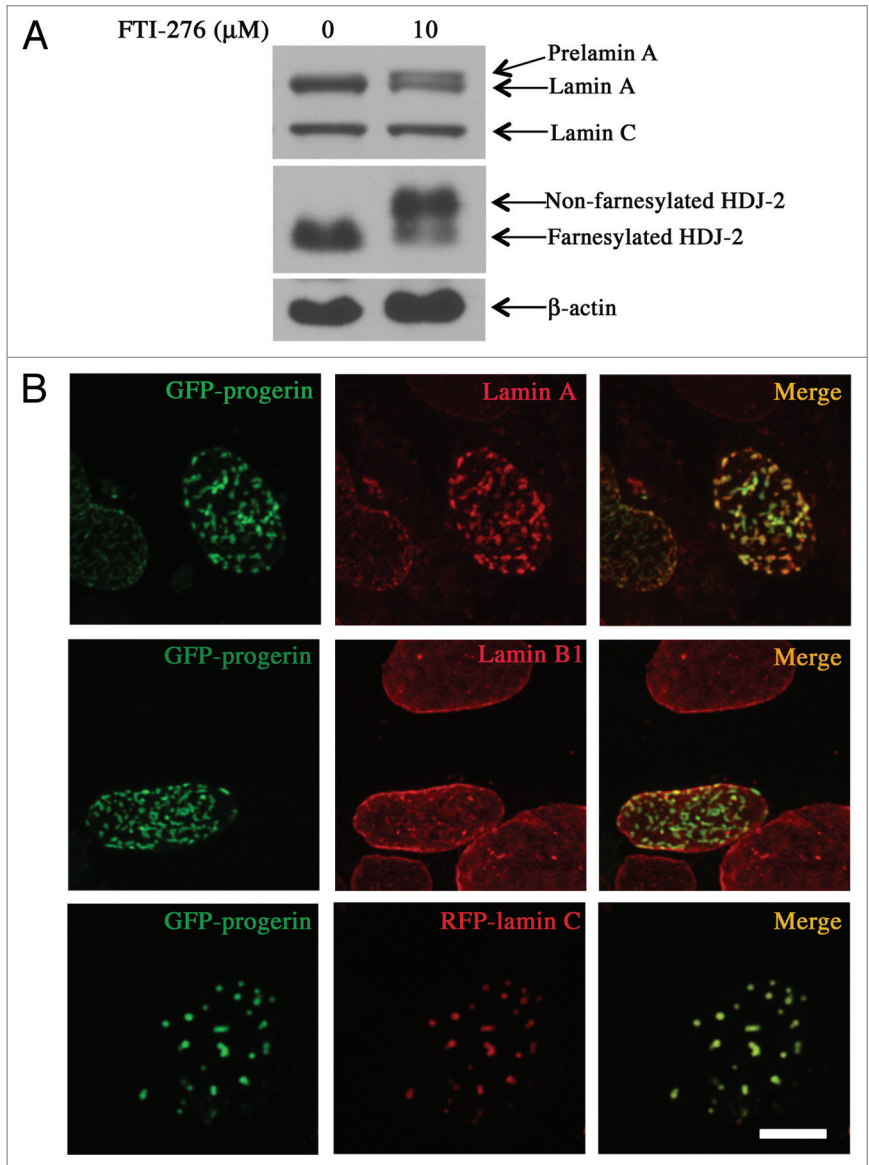 A
FTI-276 (μM) 0 10
Prelamin A
Lamin A
Lamin C
Non-farnesylated HDJ-2
Farnesylated HDJ-2
β-actin
B
GFP-progerin Lamin A Merge
GFP-progerin Lamin B1 Merge
GFP-progerin RFP-lamin C Merge